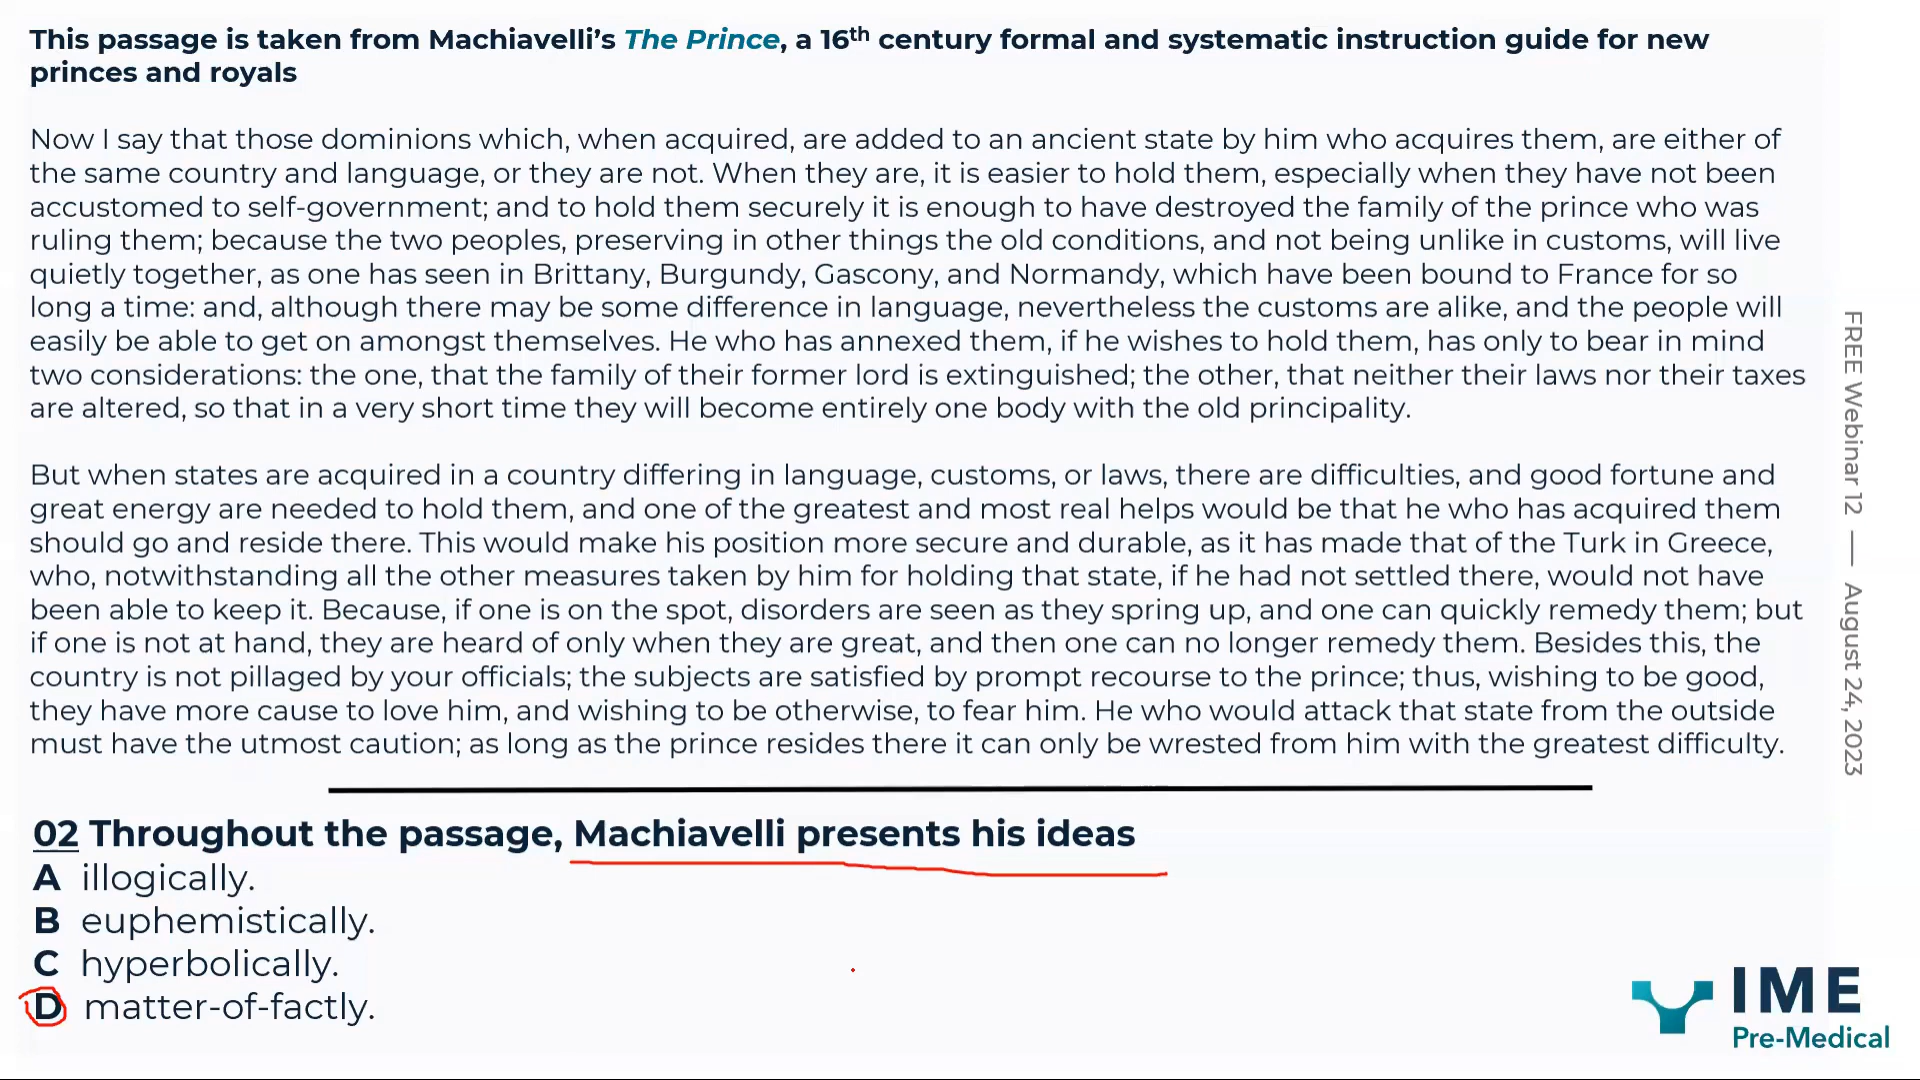 This passage is taken from Machiavelli’s The Prince, a 16th century formal and systematic instruction guide for new
princes and royals
Now I say that those dominions which, when acquired, are added to an ancient state by him who acquires them, are either of
the same country and language, or they are not. When they are, it is easier to hold them, especially when they have not been
accustomed to self-government; and to hold them securely it is enough to have destroyed the family of the prince who was
ruling them; because the two peoples, preserving in other things the old conditions, and not being unlike in customs, will live
quietly together, as one has seen in Brittany, Burgundy, Gascony, and Normandy, which have been bound to France for so
long a time: and, although there may be some difference in language, nevertheless the customs are alike, and the people will
easily be able to get on amongst themselves. He who has annexed them, if he wishes to hold them, has only to bear in mind
two considerations: the one, that the family of their former lord is extinguished; the other, that neither their laws nor their taxes
are altered, so that in a very short time they will become entirely one body with the old principality.
But when states are acquired in a country differing in language, customs, or laws, there are difficulties, and good fortune and
great energy are needed to hold them, and one of the greatest and most real helps would be that he who has acquired them
should go and reside there. This would make his position more secure and durable, as it has made that of the Turk in Greece,
who, notwithstanding all the other measures taken by him for holding that state, if he had not settled there, would not have
been able to keep it. Because, if one is on the spot, disorders are seen as they spring up, and one can quickly remedy them; but
if one is not at hand, they are heard of only when they are great, and then one can no longer remedy them. Besides this, the
country is not pillaged by your officials; the subjects are satisfied by prompt recourse to the prince; thus, wishing to be good,
they have more cause to love him, and wishing to be otherwise, to fear him. He who would attack that state from the outside
must have the utmost caution; as long as the prince resides there it can only be wrested from him with the greatest difficulty.
02 Throughout the passage, Machiavelli presents his ideas
A illogically.
B euphemistically.
C hyperbolically.
D matter-of-factly.
FREE Webinar 12 — August 24, 2023
IME
Pre-Medical